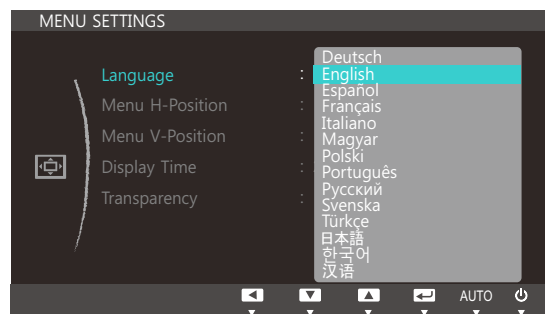 MENU SETTINGS
Language :
Menu H-Position :
Menu V-Position :
Display Time :
Transparency :
Deutsch
English
Español
Français
Italiano
Magyar
Polski
Português
Русский
Svenska
Türkçe
日本語
한국어
汉语
AUTO